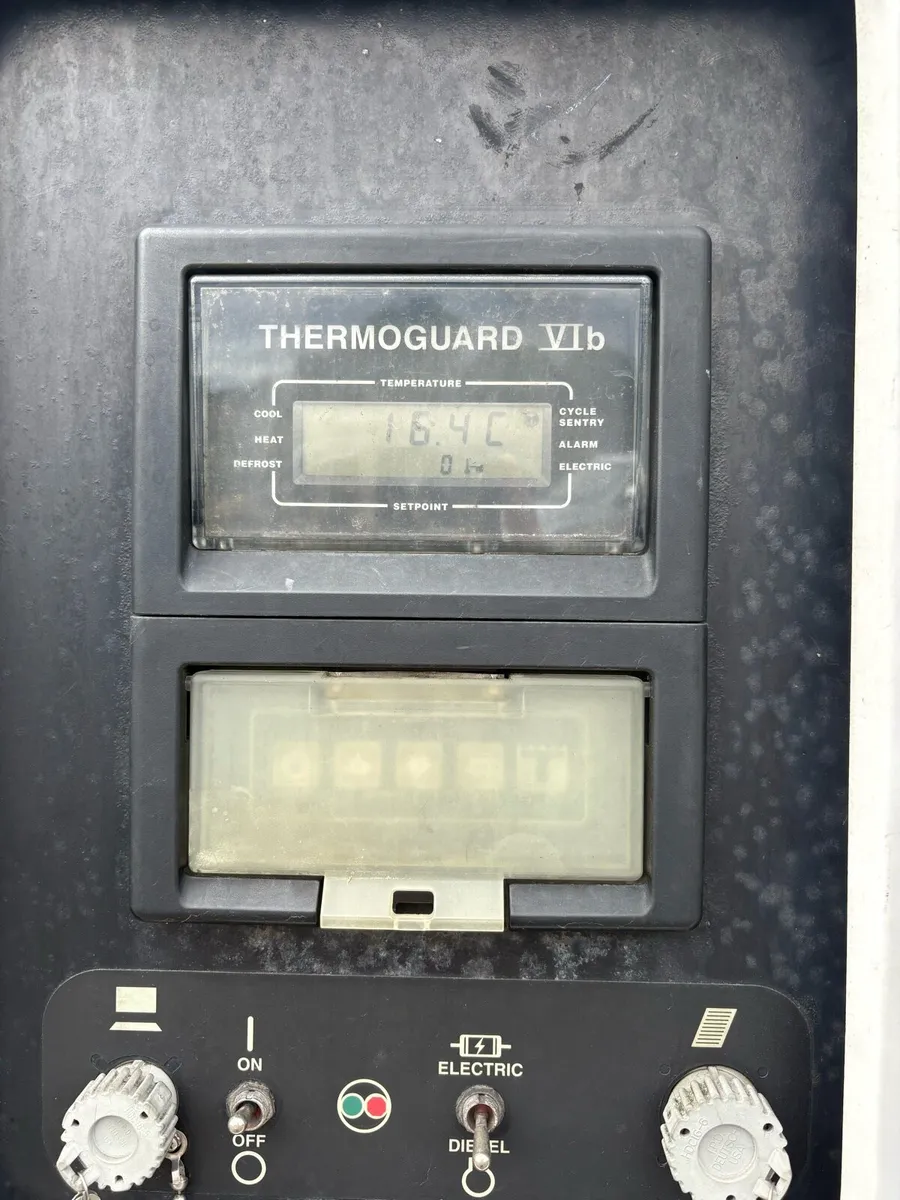 THERMOGUARD VIb
TEMPERATURE
COOL
HEAT
DEFROST
16.4C
CYCLE
SENTRY
ALARM
ELECTRIC
SETPOINT
ON
OFF
ELECTRIC
DIESEL